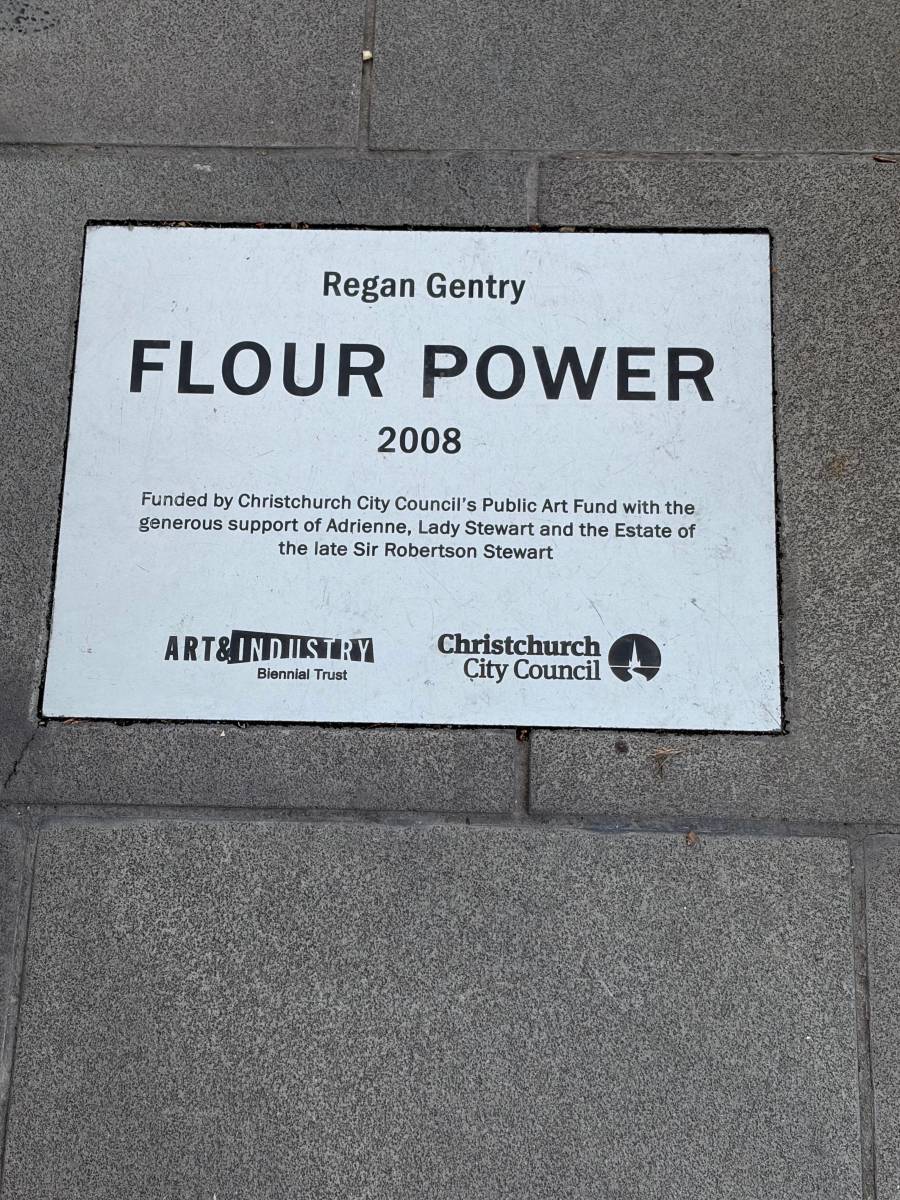 Regan Gentry
FLOUR POWER
2008
Funded by Christchurch City Council's Public Art Fund with the
generous support of Adrienne, Lady Stewart and the Estate of
the late Sir Robertson Stewart
ART&INDUSTRY
Biennial Trust
Christchurch
City Council